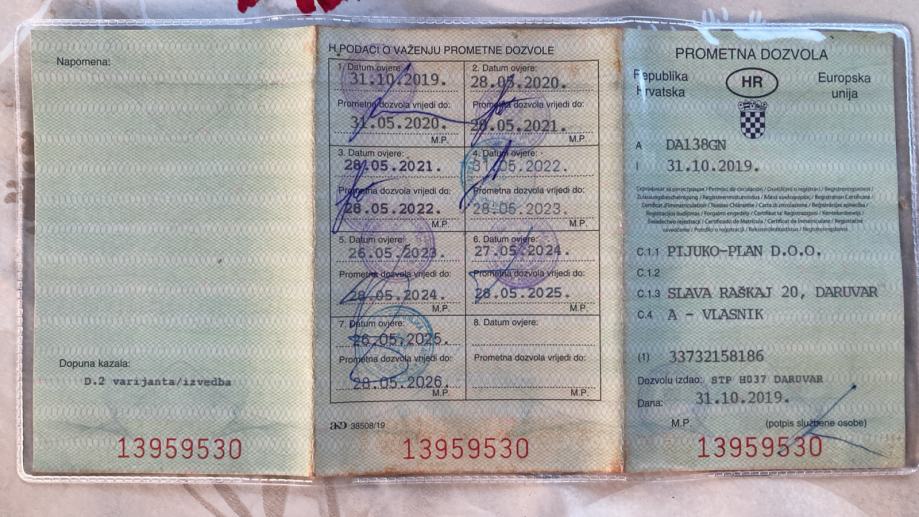 Napomena:
Dopuna kazala:
D.2 varijanta/izvedba
13959530
H PODACI O VAŽENJU PROMETNE DOZVOLE
1. Datum ovjere:
31.10.2019.
Prometna dozvola vrijedi do:
31.05.2020.
M.P.
2. Datum ovjere:
28.05.2020.
Prometna dozvola vrijedi do:
28.05.2021.
M.P.
3. Datum ovjere:
28.05.2021.
Prometna dozvola vrijedi do:
28.05.2022.
M.P.
4. Datum ovjere:
31.05.2022.
Prometna dozvola vrijedi do:
28.05.2023.
M.P.
5. Datum ovjere:
26.05.2023.
Prometna dozvola vrijedi do:
28.05.2024.
M.P.
6. Datum ovjere:
27.05.2024.
Prometna dozvola vrijedi do:
28.05.2025.
M.P.
7. Datum ovjere:
26.05.2025.
Prometna dozvola vrijedi do:
28.05.2026.
M.P.
8. Datum ovjere:
Prometna dozvola vrijedi do:
M.P.
38508/19
13959530
PROMETNA DOZVOLA
Republika
Hrvatska
HR
Europska
unija
A DA138GN
I 31.10.2019.
C.1.1 PIJUKO-PLAN D.O.O.
C.1.2
C.1.3 SLAVA RAŠKAJ 20, DARUVAR
C.4 A - VLASNIK
(1) 33732158186
Dozvolu izdao: STP H037 DARUVAR
Dana: 31.10.2019.
M.P. (potpis službene osobe)
13959530